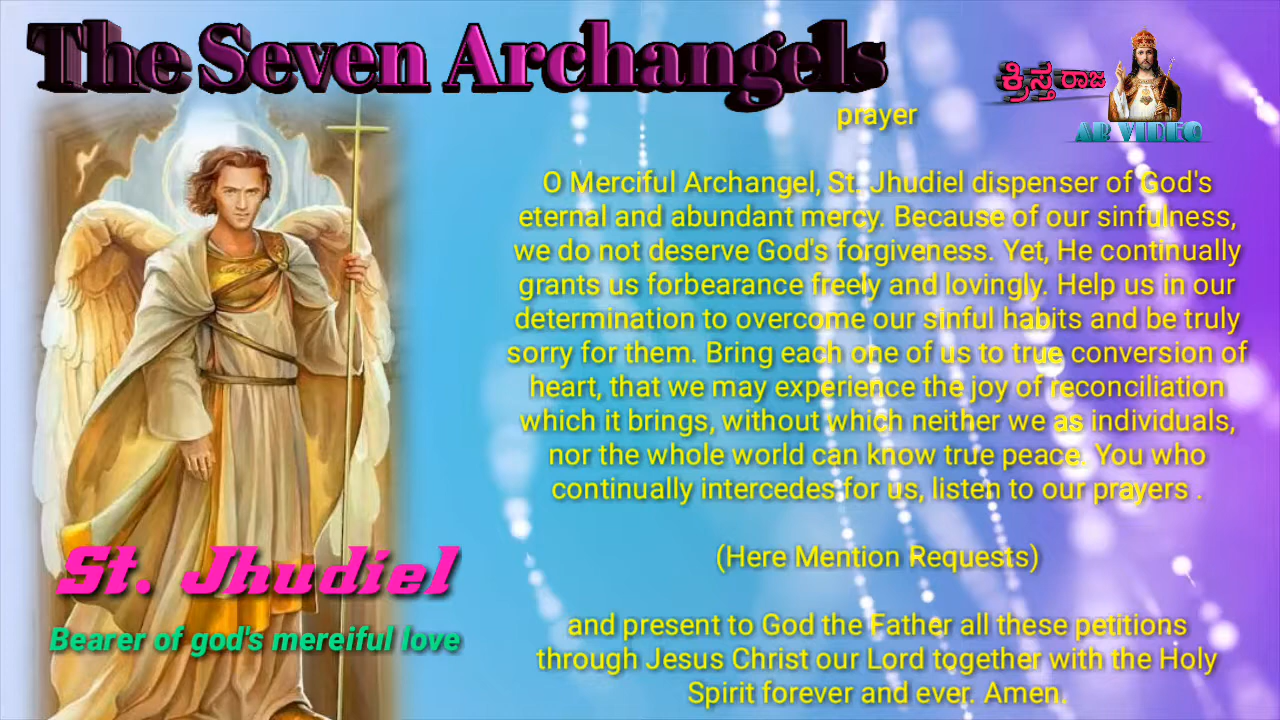 The Seven Archangels
ಕ್ರಿಸ್ತ ರಾಜ
AR VIDEO
prayer
O Merciful Archangel, St. Jhudiel dispenser of God's
eternal and abundant mercy. Because of our sinfulness,
we do not deserve God's forgiveness. Yet, He continually
grants us forbearance freely and lovingly. Help us in our
determination to overcome our sinful habits and be truly
sorry for them. Bring each one of us to true conversion of
heart, that we may experience the joy of reconciliation
which it brings, without which neither we as individuals,
nor the whole world can know true peace. You who
continually intercedes for us, listen to our prayers .
(Here Mention Requests)
and present to God the Father all these petitions
through Jesus Christ our Lord together with the Holy
Spirit forever and ever. Amen.
St. Jhudiel
Bearer of god's mereiful love